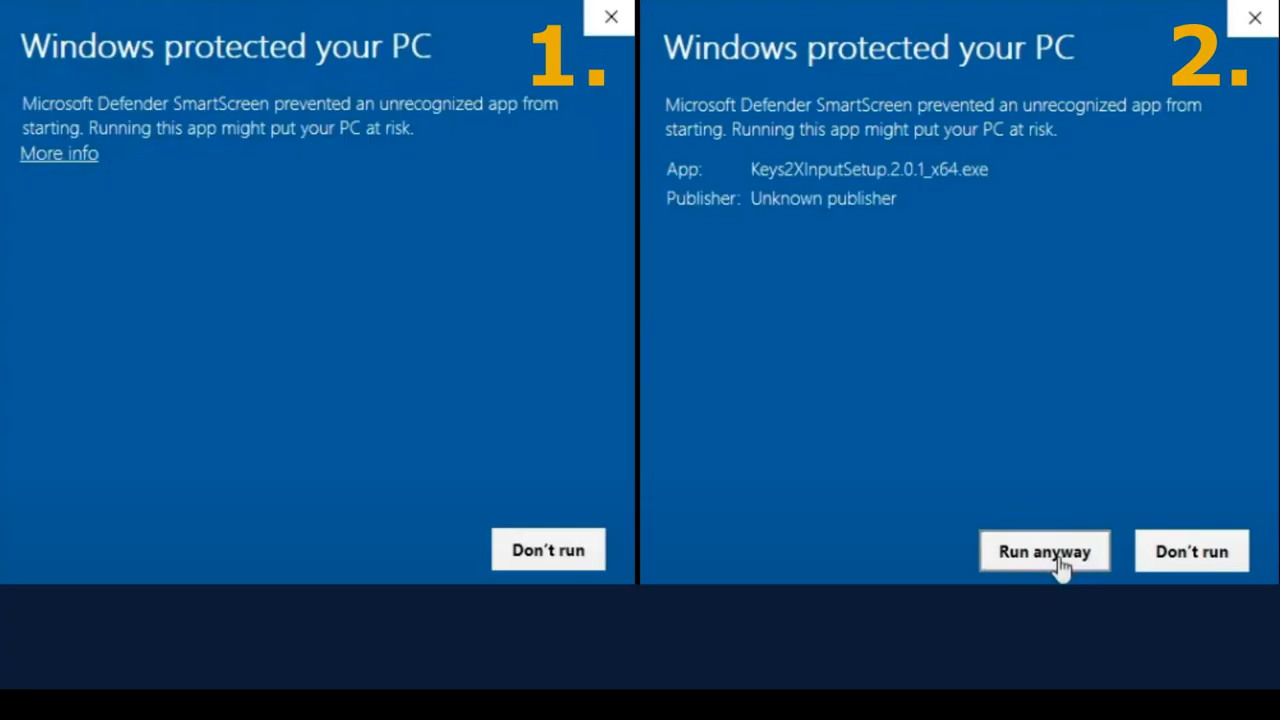 Windows protected your PC
1.
Microsoft Defender SmartScreen prevented an unrecognized app from
starting. Running this app might put your PC at risk.
More info
Don't run
Windows protected your PC
2.
Microsoft Defender SmartScreen prevented an unrecognized app from
starting. Running this app might put your PC at risk.
App: Keys2XInputSetup.2.0.1_x64.exe
Publisher: Unknown publisher
Run anyway Don't run